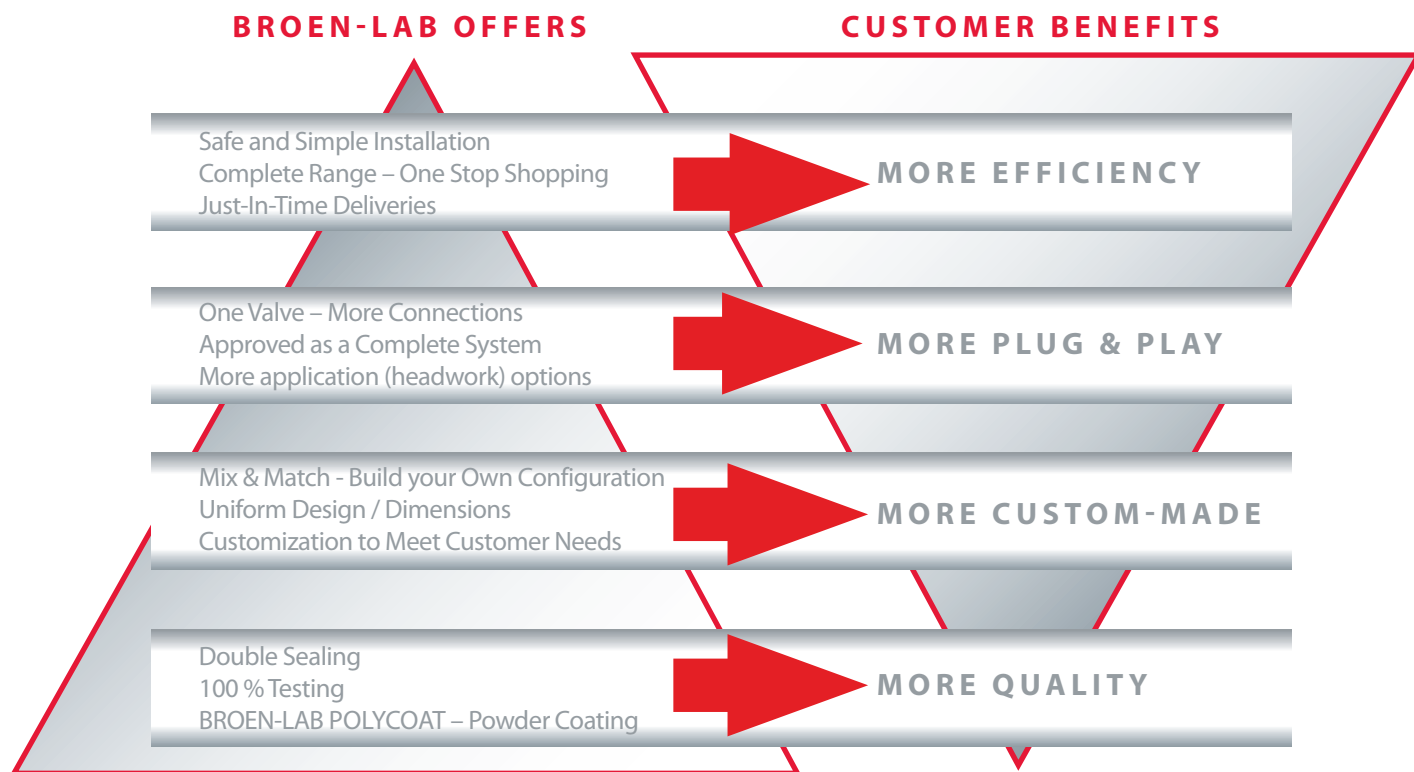 BROEN-LAB OFFERS
CUSTOMER BENEFITS
Safe and Simple Installation
Complete Range – One Stop Shopping
Just-In-Time Deliveries
MORE EFFICIENCY
One Valve – More Connections
Approved as a Complete System
More application (headwork) options
MORE PLUG & PLAY
Mix & Match - Build your Own Configuration
Uniform Design / Dimensions
Customization to Meet Customer Needs
MORE CUSTOM-MADE
Double Sealing
100 % Testing
BROEN-LAB POLYCOAT – Powder Coating
MORE QUALITY